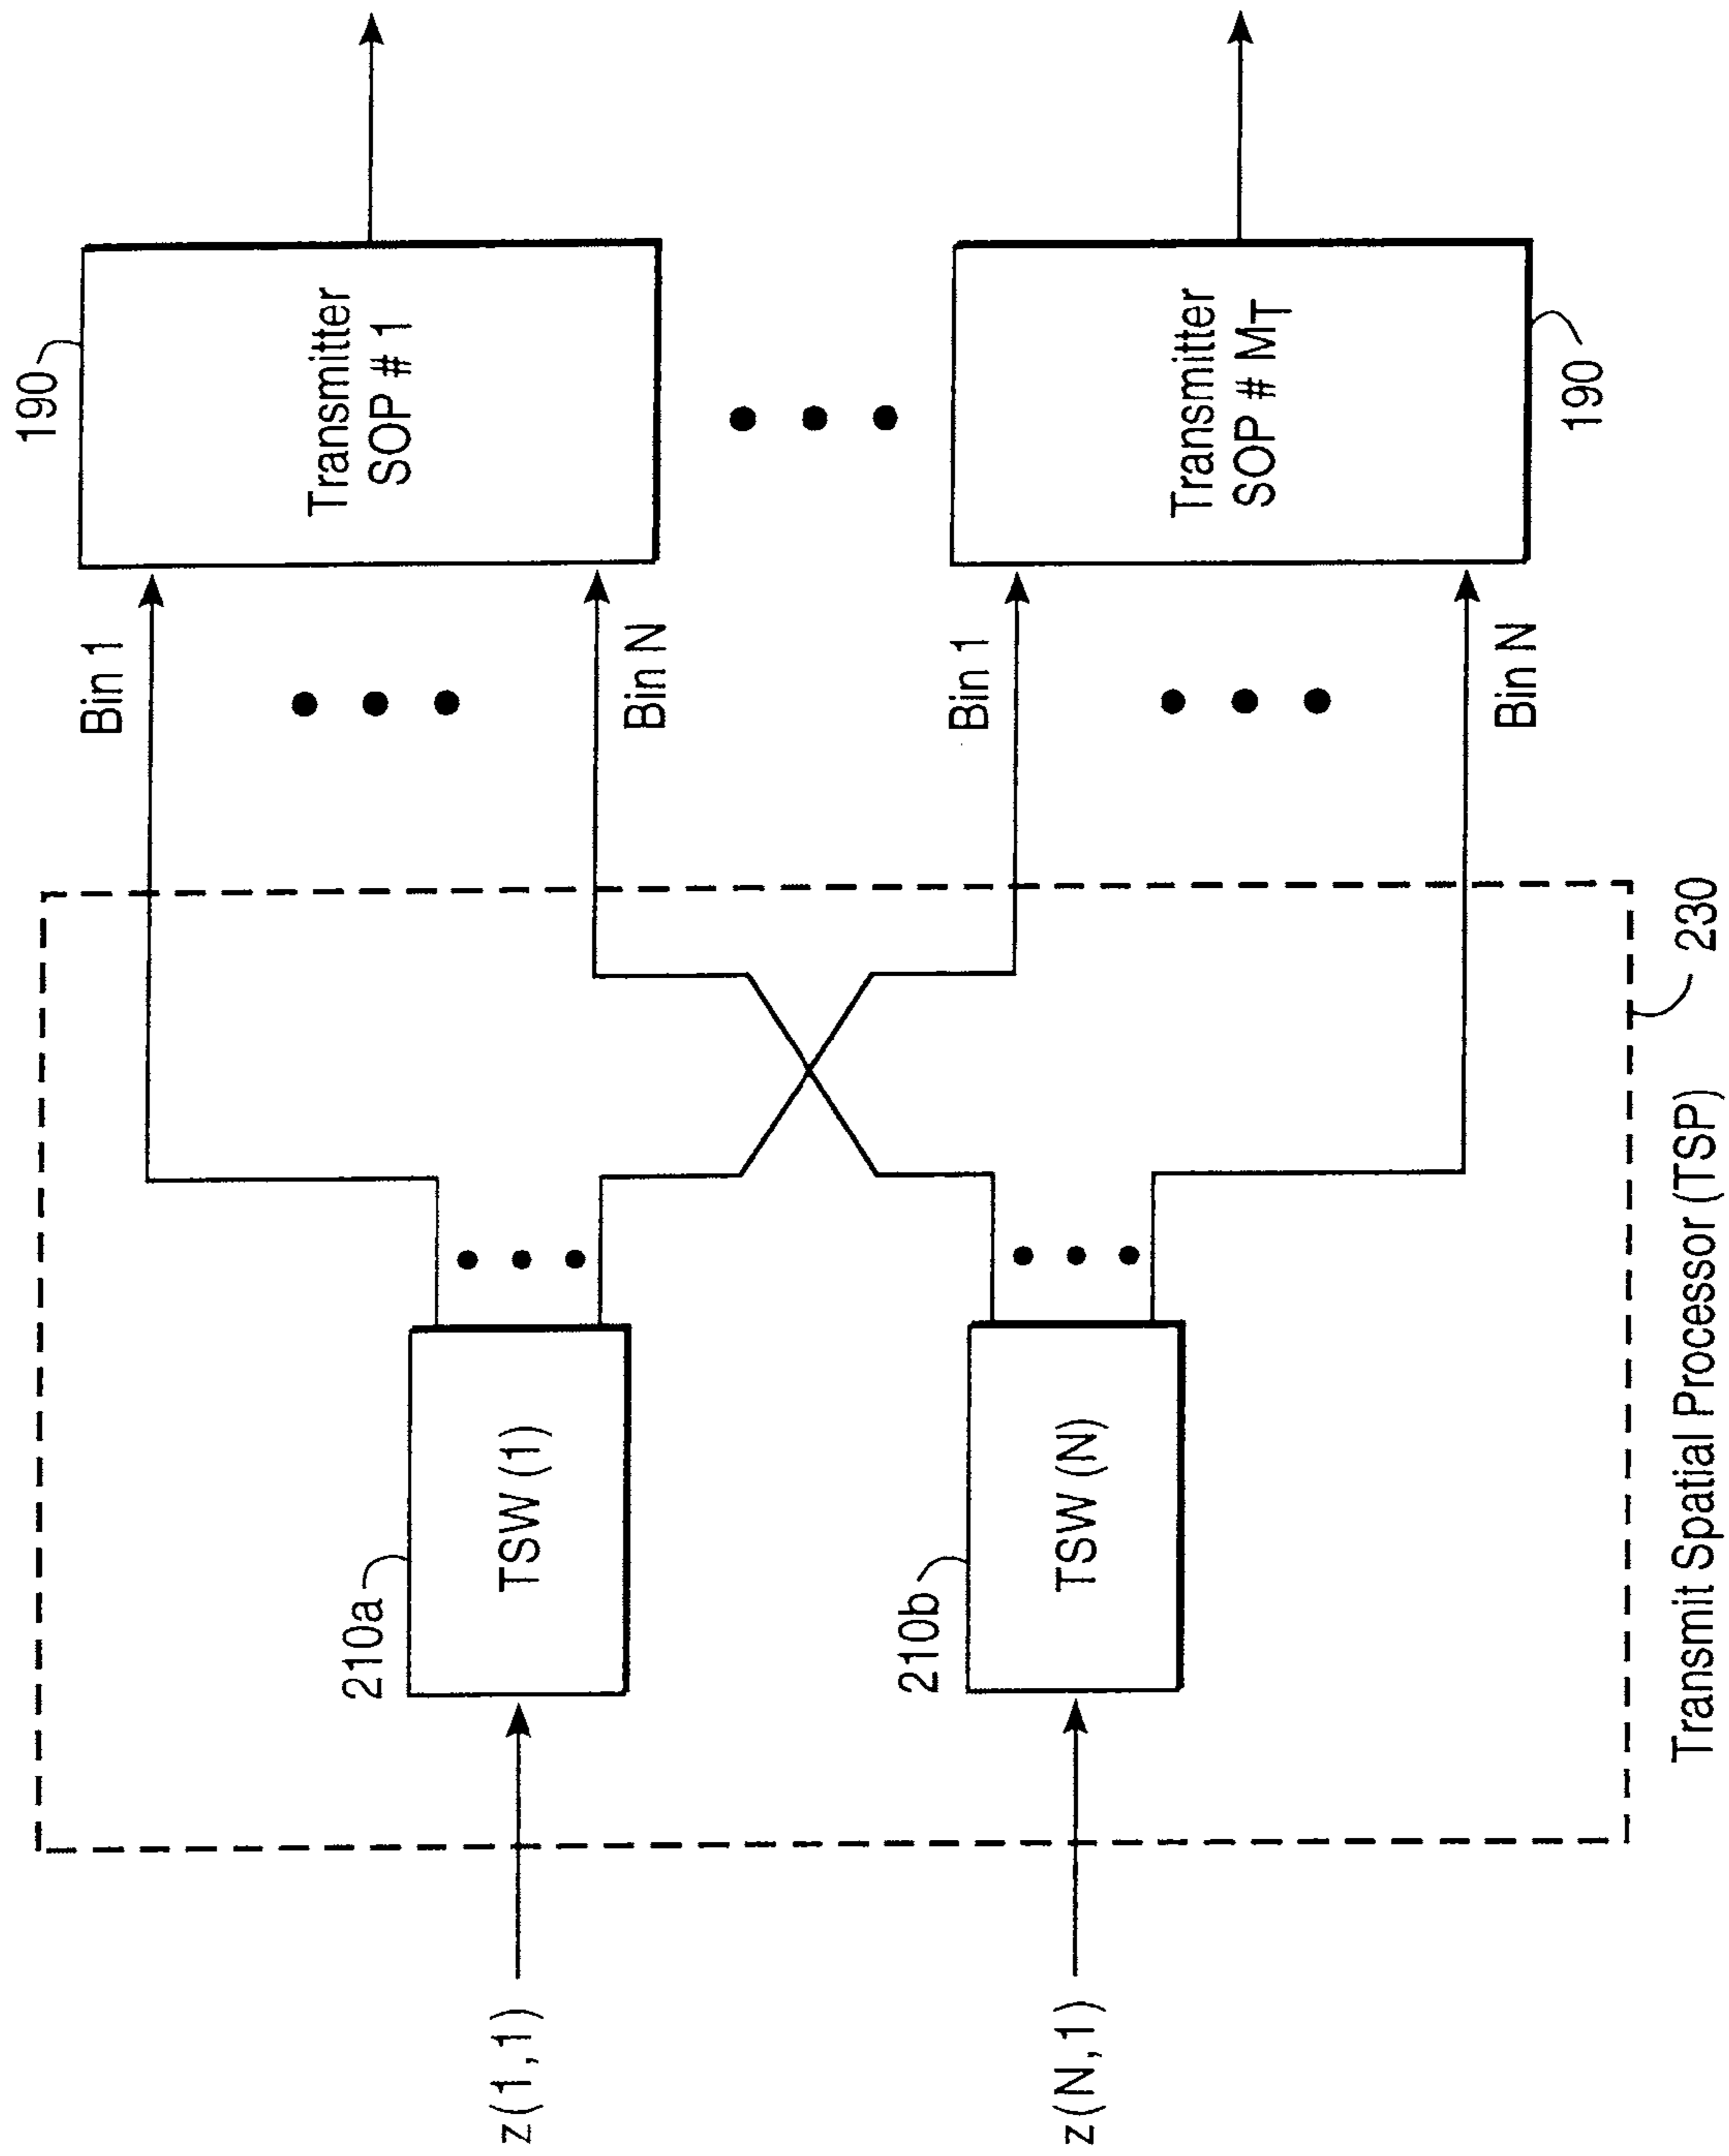 190
Transmitter
SOP # 1
Bin 1
Bin N
Transmitter
SOP # MT
190
Bin 1
Bin N
230
210a
TSW (1)
210b
TSW (N)
z(1,1)
z(N,1)
Transmit Spatial Processor (TSP)